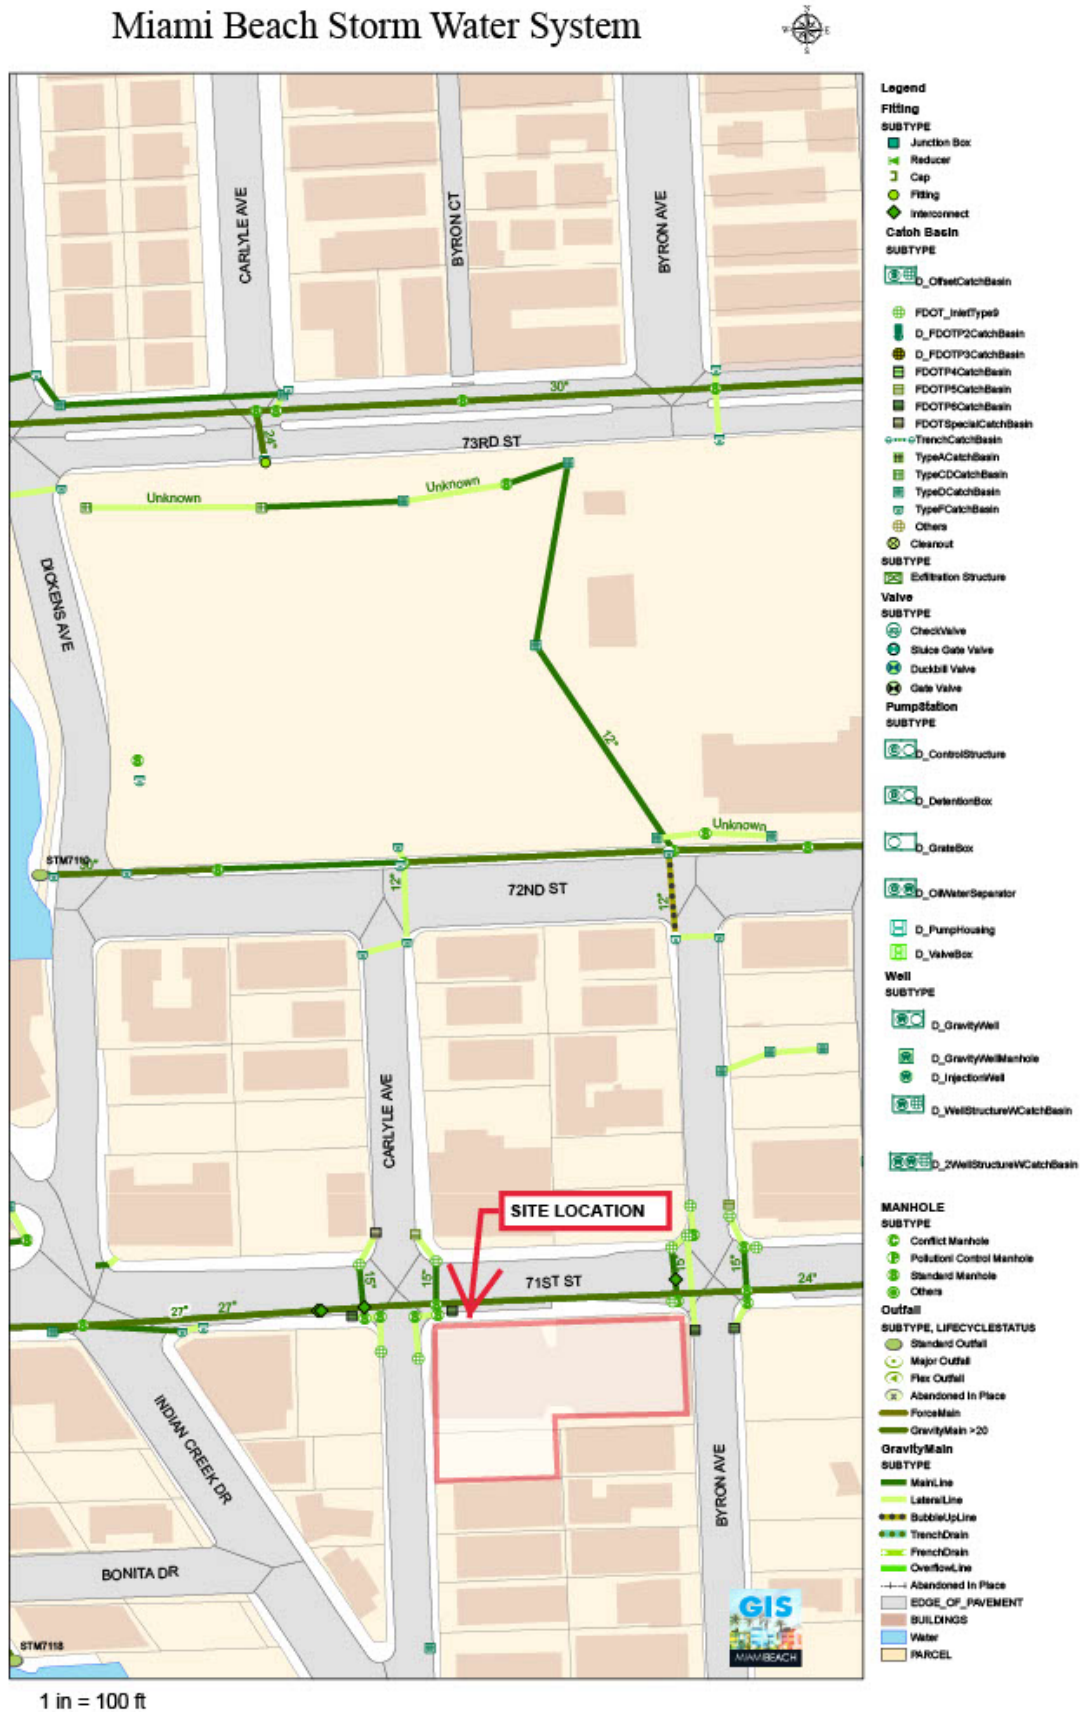 Miami Beach Storm Water System
N
W
E
S
CARLYLE AVE
BYRON CT
BYRON AVE
30"
24"
73RD ST
Unknown
Unknown
DICKENS AVE
12"
Unknown
30"
12"
12"
72ND ST
CARLYLE AVE
SITE LOCATION
15"
15"
71ST ST
15"
15"
24"
27"
27"
INDIAN CREEK DR
BYRON AVE
BONITA DR
STM7118
GIS
MIAMIBEACH
1 in = 100 ft
Legend
Fitting
SUBTYPE
Junction Box
Reducer
Cap
Fitting
Interconnect
Catch Basin
SUBTYPE
D_OffsetCatchBasin
FDOT_InletType9
D_FDOTP2CatchBasin
D_FDOTP3CatchBasin
FDOTP4CatchBasin
FDOTP5CatchBasin
FDOTP6CatchBasin
FDOTSpecialCatchBasin
TrenchCatchBasin
TypeACatchBasin
TypeCDCatchBasin
TypeDCatchBasin
TypeFCatchBasin
Others
Cleanout
SUBTYPE
Exfiltration Structure
Valve
SUBTYPE
CheckValve
Sluice Gate Valve
Duckbill Valve
Gate Valve
PumpStation
SUBTYPE
D_ControlStructure
D_DetentionBox
D_GrateBox
D_OilWaterSeparator
D_PumpHousing
D_ValveBox
Well
SUBTYPE
D_GravityWell
D_GravityWellManhole
D_InjectionWell
D_WellStructureWCatchBasin
D_2WellStructureWCatchBasin
MANHOLE
SUBTYPE
Conflict Manhole
Pollutionl Control Manhole
Standard Manhole
Others
Outfall
SUBTYPE, LIFECYCLESTATUS
Standard Outfall
Major Outfall
Flex Outfall
Abandoned In Place
ForceMain
GravityMain >20
GravityMain
SUBTYPE
MainLine
LateralLine
BubbleUpLine
TrenchDrain
FrenchDrain
OverflowLine
Abandoned In Place
EDGE_OF_PAVEMENT
BUILDINGS
Water
PARCEL